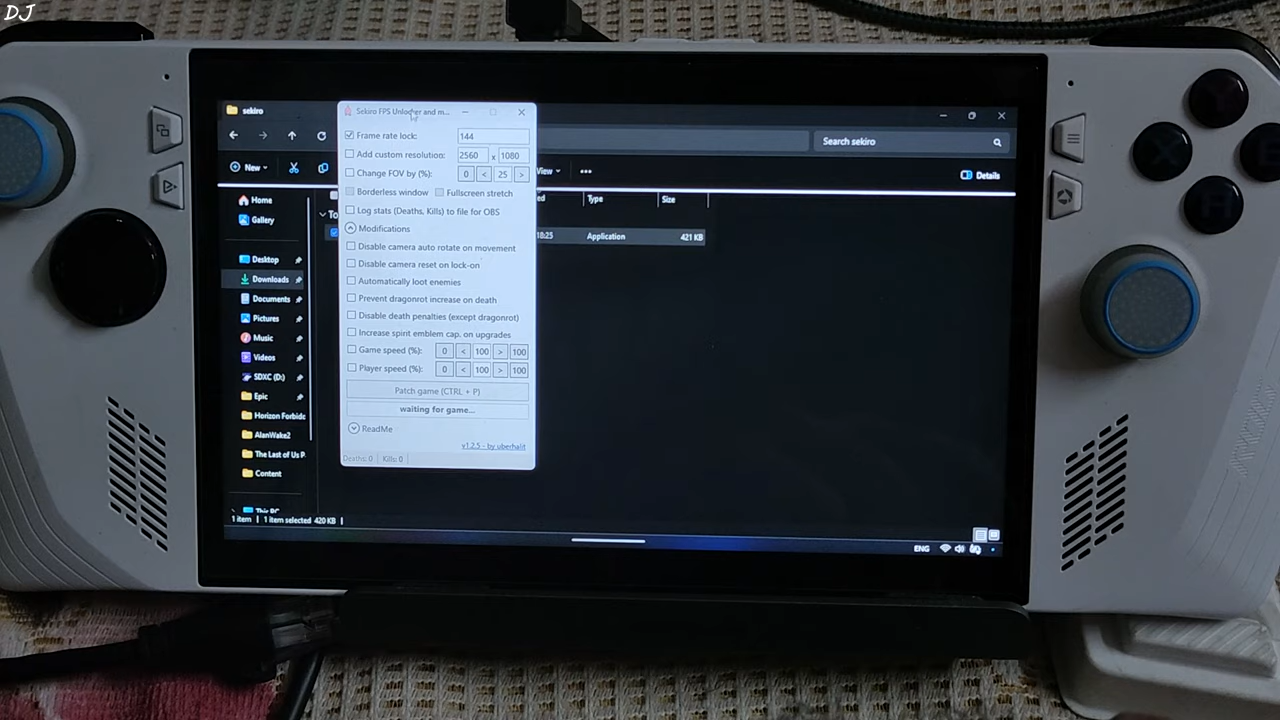 DJ
sekiro
Sekiro FPS Unlocker and m...
Search sekiro
New
View
Details
Frame rate lock: 144
Add custom resolution: 2560 x 1080
Change FOV by (%): 0 < 25 >
Borderless window Fullscreen stretch
Log stats (Deaths, Kills) to file for OBS
Modifications
Disable camera auto rotate on movement
Disable camera reset on lock-on
Automatically loot enemies
Prevent dragonrot increase on death
Disable death penalties (except dragonrot)
Increase spirit emblem cap. on upgrades
Game speed (%): 0 < 100 > 100
Player speed (%): 0 < 100 > 100
Patch game (CTRL + P)
waiting for game...
ReadMe
v1.2.5 - by uberhalit
Deaths: 0 Kills: 0
Type
Size
18:25
Application
421 KB
Home
Gallery
Desktop
Downloads
Documents
Pictures
Music
Videos
SDXC (D:)
Epic
Horizon Forbidd
AlanWake2
The Last of Us P
Content
This PC
1 item 1 item selected 420 KB
ENG
Y
X